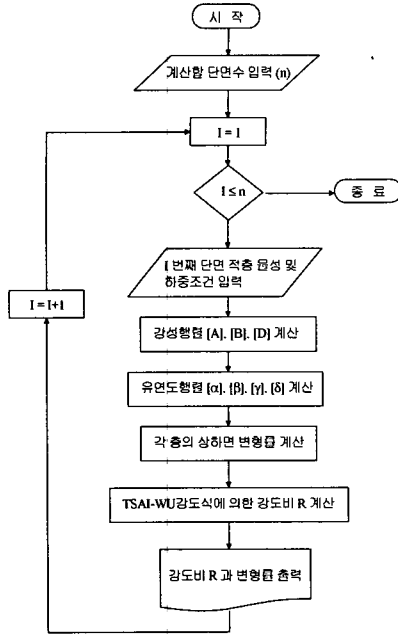 시 작
계산할 단면수 입력 (n)
I = 1
I ≤ n
종 료
I 번째 단면 적층 특성 및
하중조건 입력
I = I+1
강성행렬 [A], [B], [D] 계산
유연도행렬 [α], [β], [γ], [δ] 계산
각 층의 상하면 변형률 계산
TSAI-WU강도식에 의한 강도비 R 계산
강도비 R 과 변형률 출력